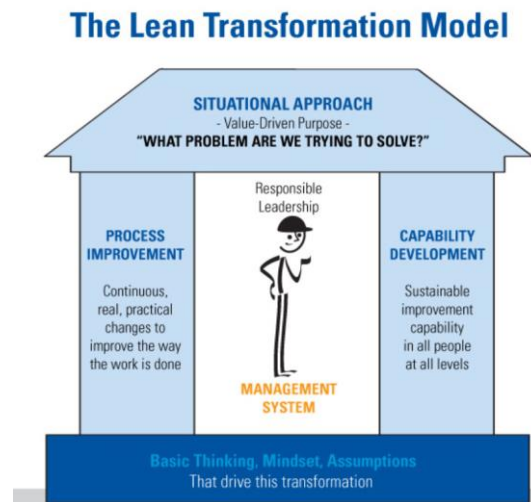 The Lean Transformation Model
SITUATIONAL APPROACH
- Value-Driven Purpose -
“WHAT PROBLEM ARE WE TRYING TO SOLVE?”
PROCESS
IMPROVEMENT
Continuous,
real, practical
changes to
improve the way
the work is done
Responsible
Leadership
MANAGEMENT
SYSTEM
CAPABILITY
DEVELOPMENT
Sustainable
improvement
capability
in all people
at all levels
Basic Thinking, Mindset, Assumptions
That drive this transformation